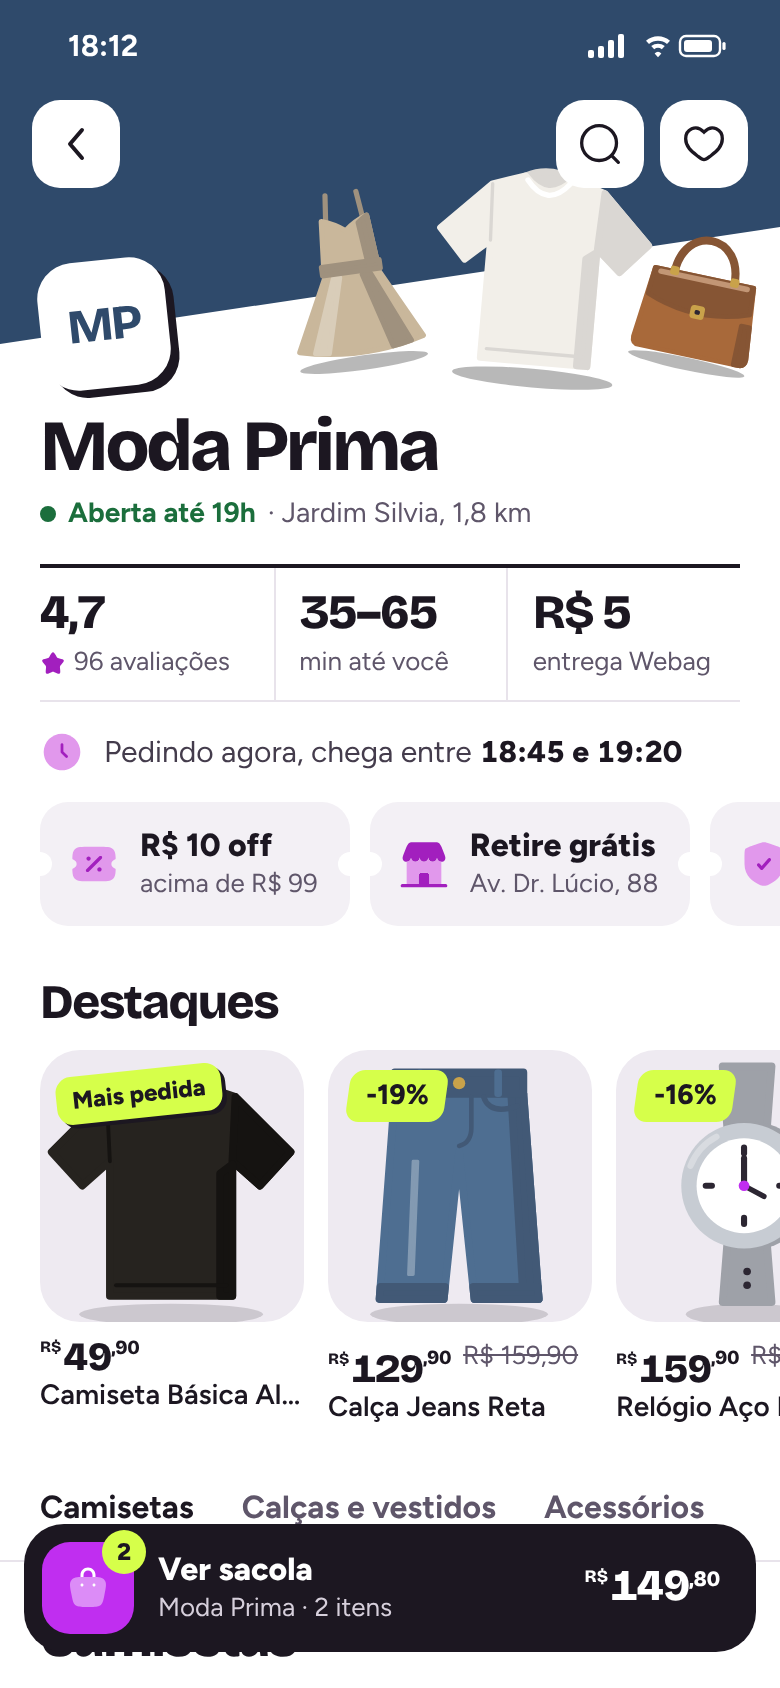 18:12
MP
Moda Prima
Aberta até 19h · Jardim Silvia, 1,8 km
4,7
96 avaliações
35–65
min até você
R$ 5
entrega Webag
Pedindo agora, chega entre 18:45 e 19:20
R$ 10 off
acima de R$ 99
Retire grátis
Av. Dr. Lúcio, 88
Destaques
Mais pedida
R$ 49,90
Camiseta Básica Al...
-19%
R$ 129,90 R$ 159,90
Calça Jeans Reta
-16%
R$ 159,90 R$
Relógio Aço
Camisetas
Calças e vestidos
Acessórios
2
Ver sacola
Moda Prima · 2 itens
R$ 149,80